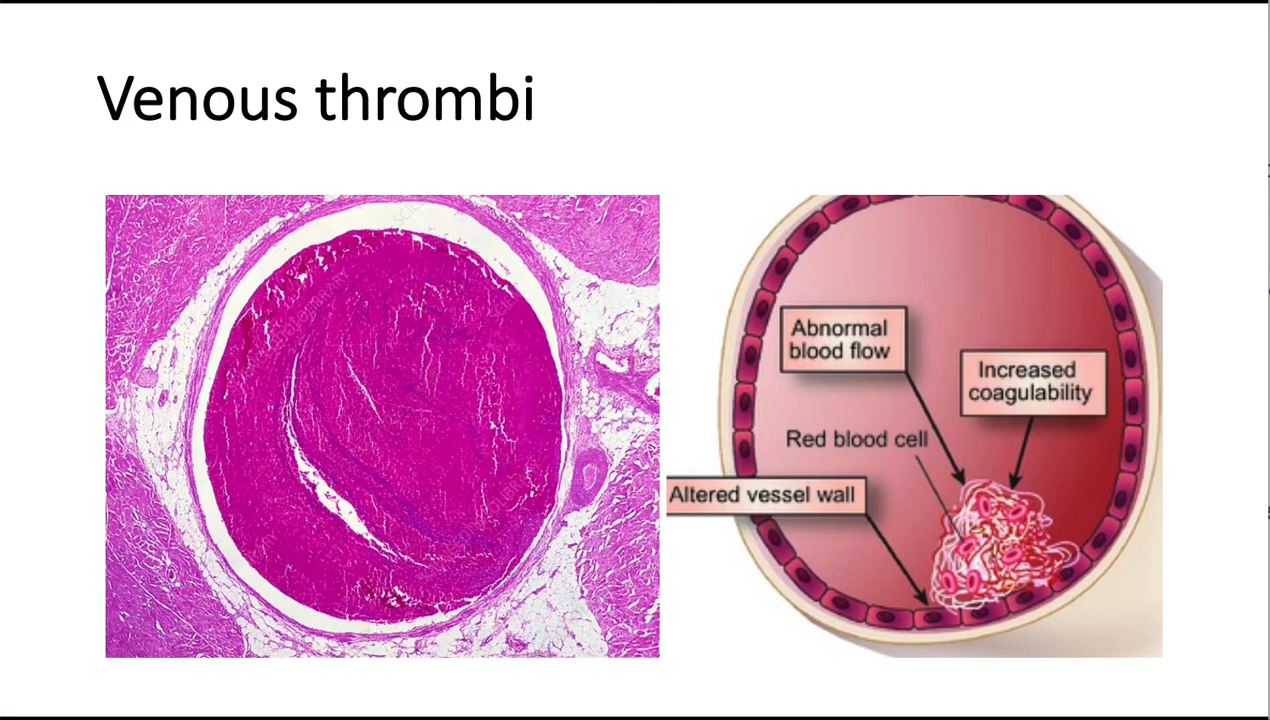 Venous thrombi
Abnormal
blood flow
Increased
coagulability
Red blood cell
Altered vessel wall